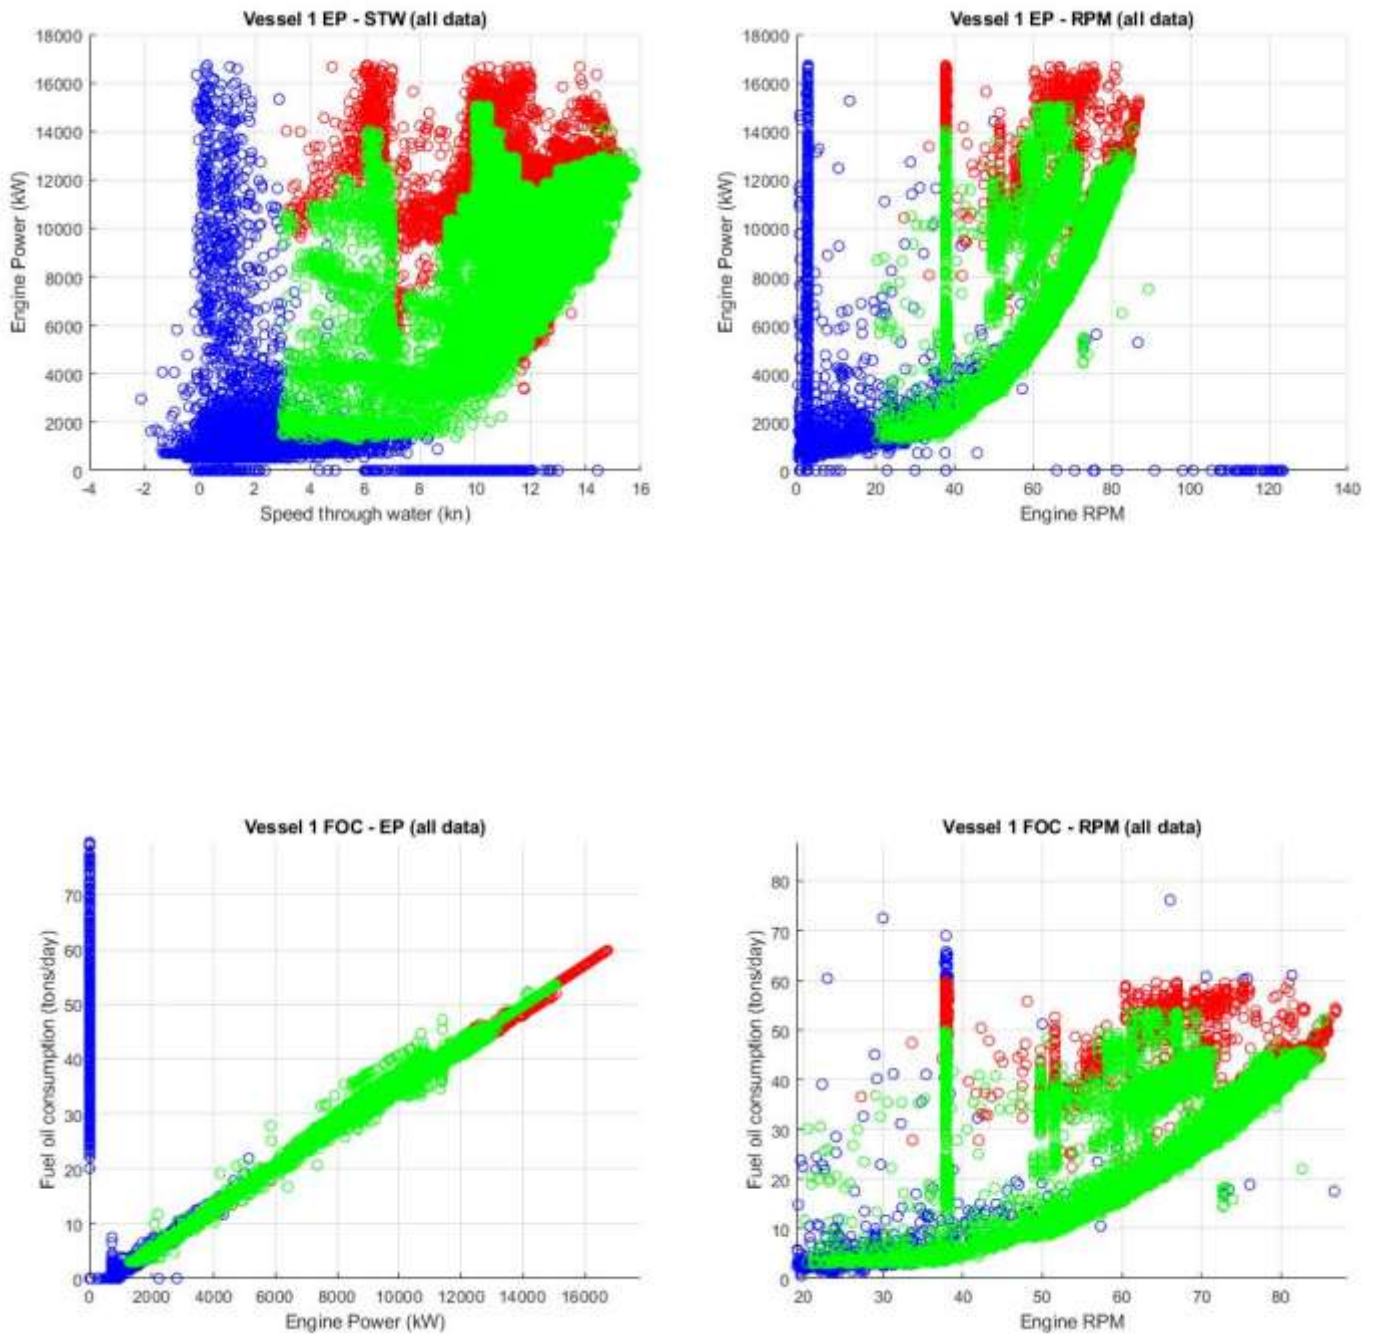 Vessel 1 EP - STW (all data)
18000
16000
14000
12000
10000
8000
6000
4000
2000
0
Engine Power (kW)
-4 -2 0 2 4 6 8 10 12 14 16
Speed through water (kn)
Vessel 1 EP - RPM (all data)
18000
16000
14000
12000
10000
8000
6000
4000
2000
0
Engine Power (kW)
0 20 40 60 80 100 120 140
Engine RPM
Vessel 1 FOC - EP (all data)
70
60
50
40
30
20
10
0
Fuel oil consumption (tons/day)
0 2000 4000 6000 8000 10000 12000 14000 16000
Engine Power (kW)
Vessel 1 FOC - RPM (all data)
80
70
60
50
40
30
20
10
0
Fuel oil consumption (tons/day)
20 30 40 50 60 70 80
Engine RPM